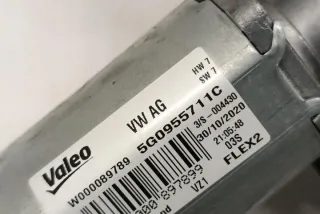 HW 7
SW 7
Valeo
VW AG
W000089789
5G0955711C
3/S-004430
30/10/2020
21:05:48
03S
FLEX2
VZ1